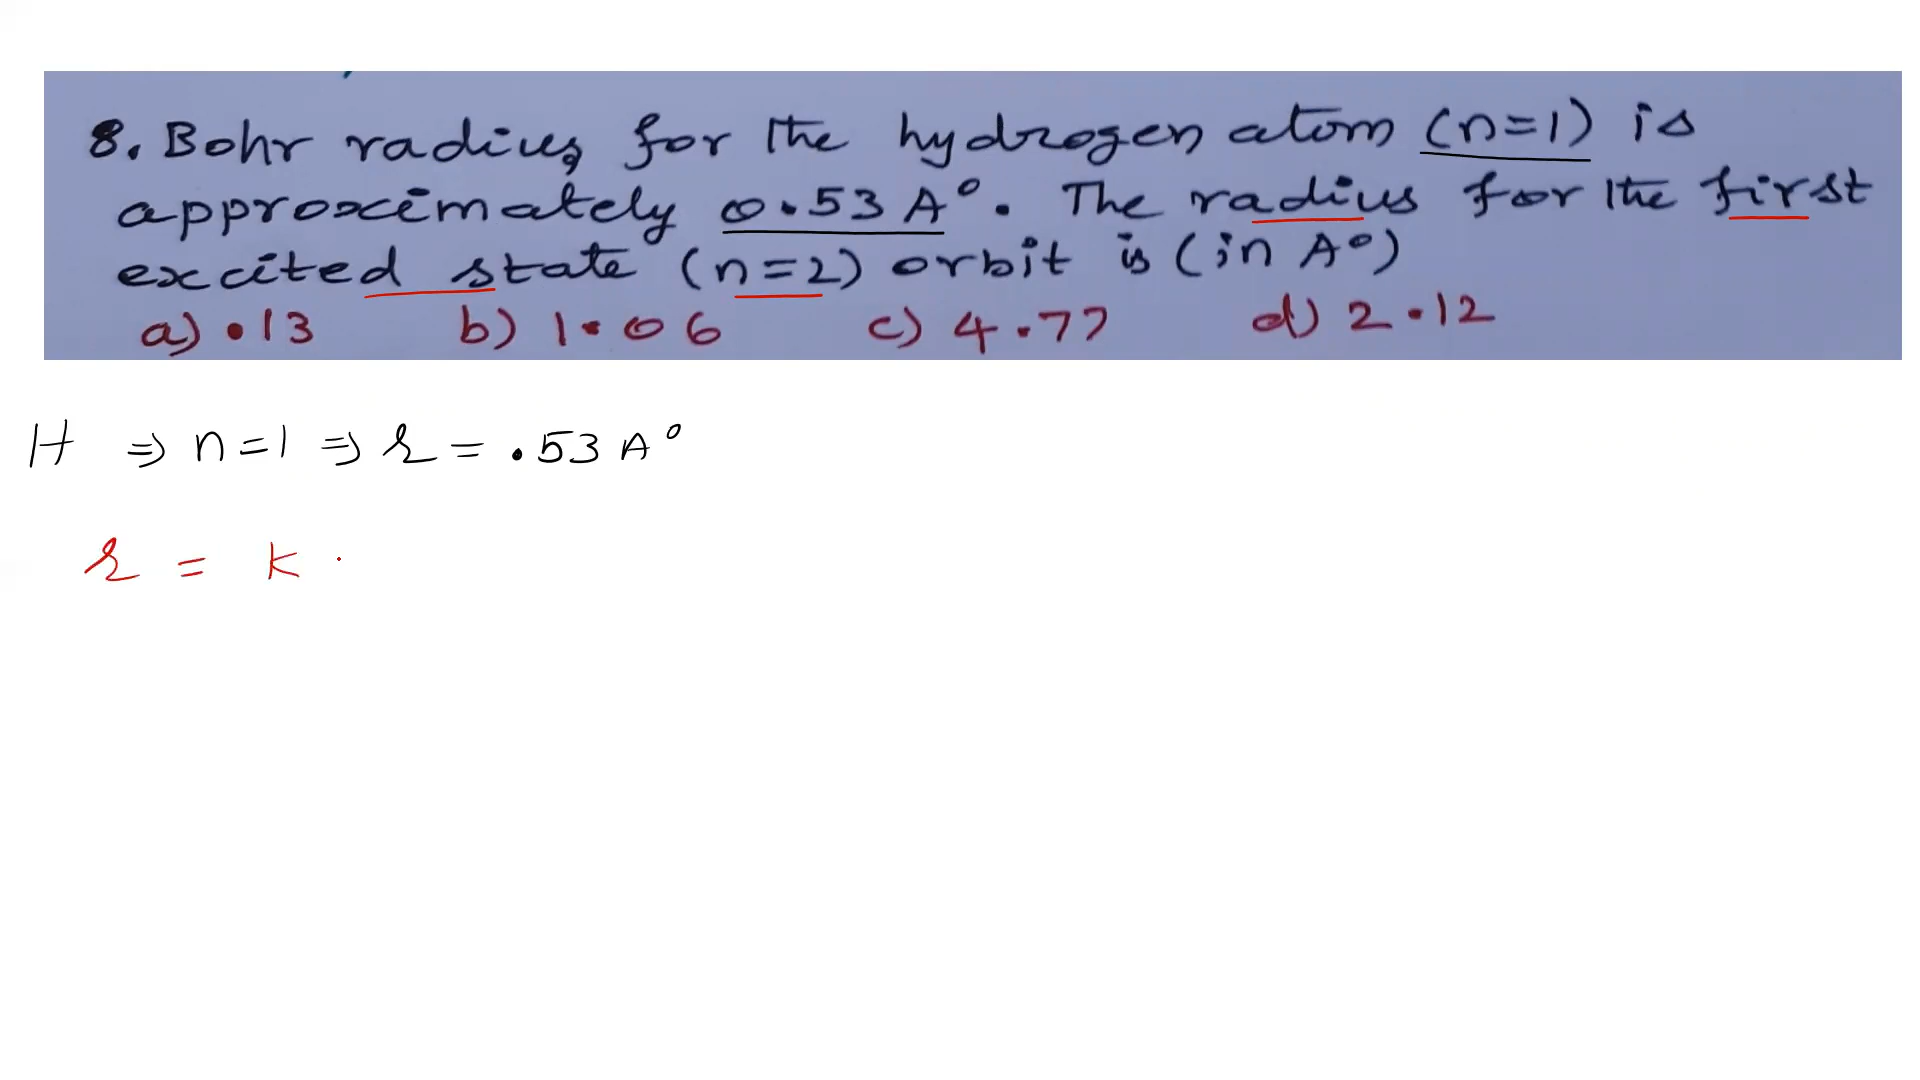 8. Bohr radius, for the hydrogen atom (n=1) is
approximately 0.53 A°. The radius for the first
excited state (n=2) orbit is (in A°)
a) .13 b) 1.06 c) 4.77 d) 2.12
H ⇒ n=1 ⇒ r = .53 A°
r = K .